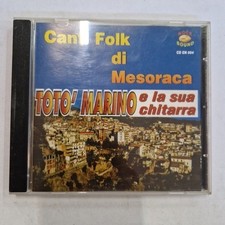 Canti Folk
di
Mesoraca
TOTO' MARINO
e la sua
chitarra